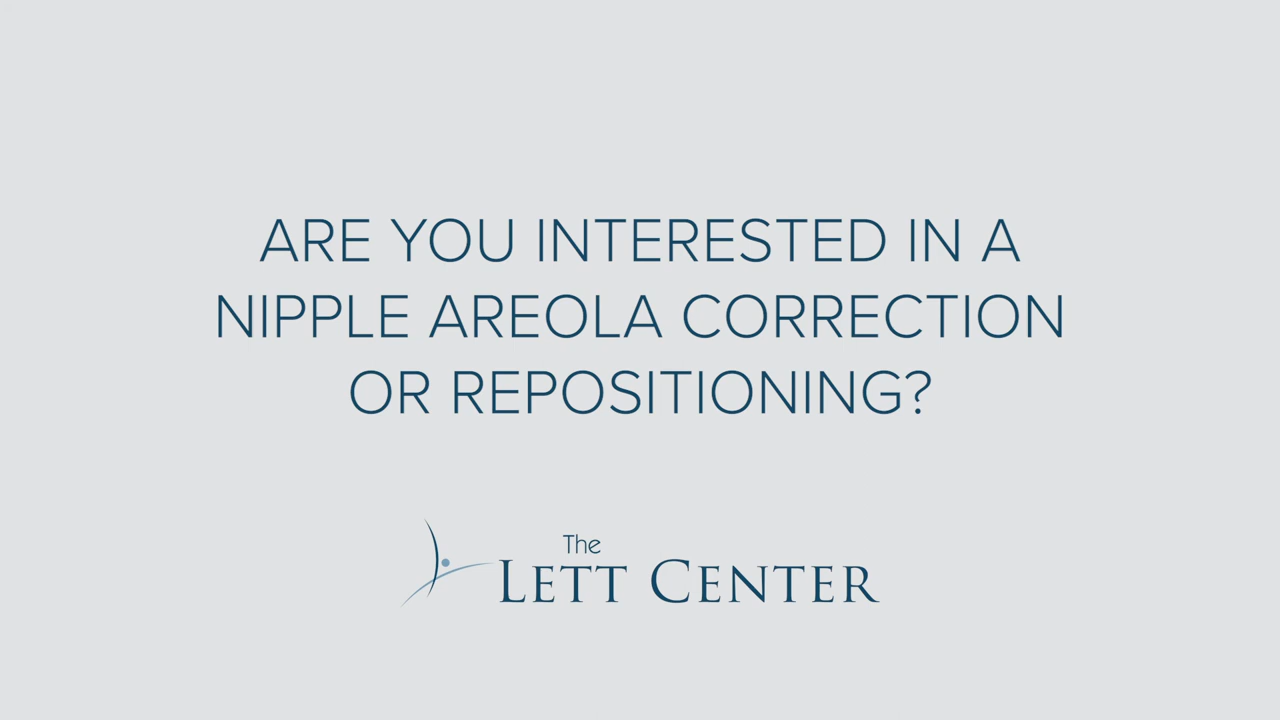 ARE YOU INTERESTED IN A
NIPPLE AREOLA CORRECTION
OR REPOSITIONING?
The
LETT CENTER